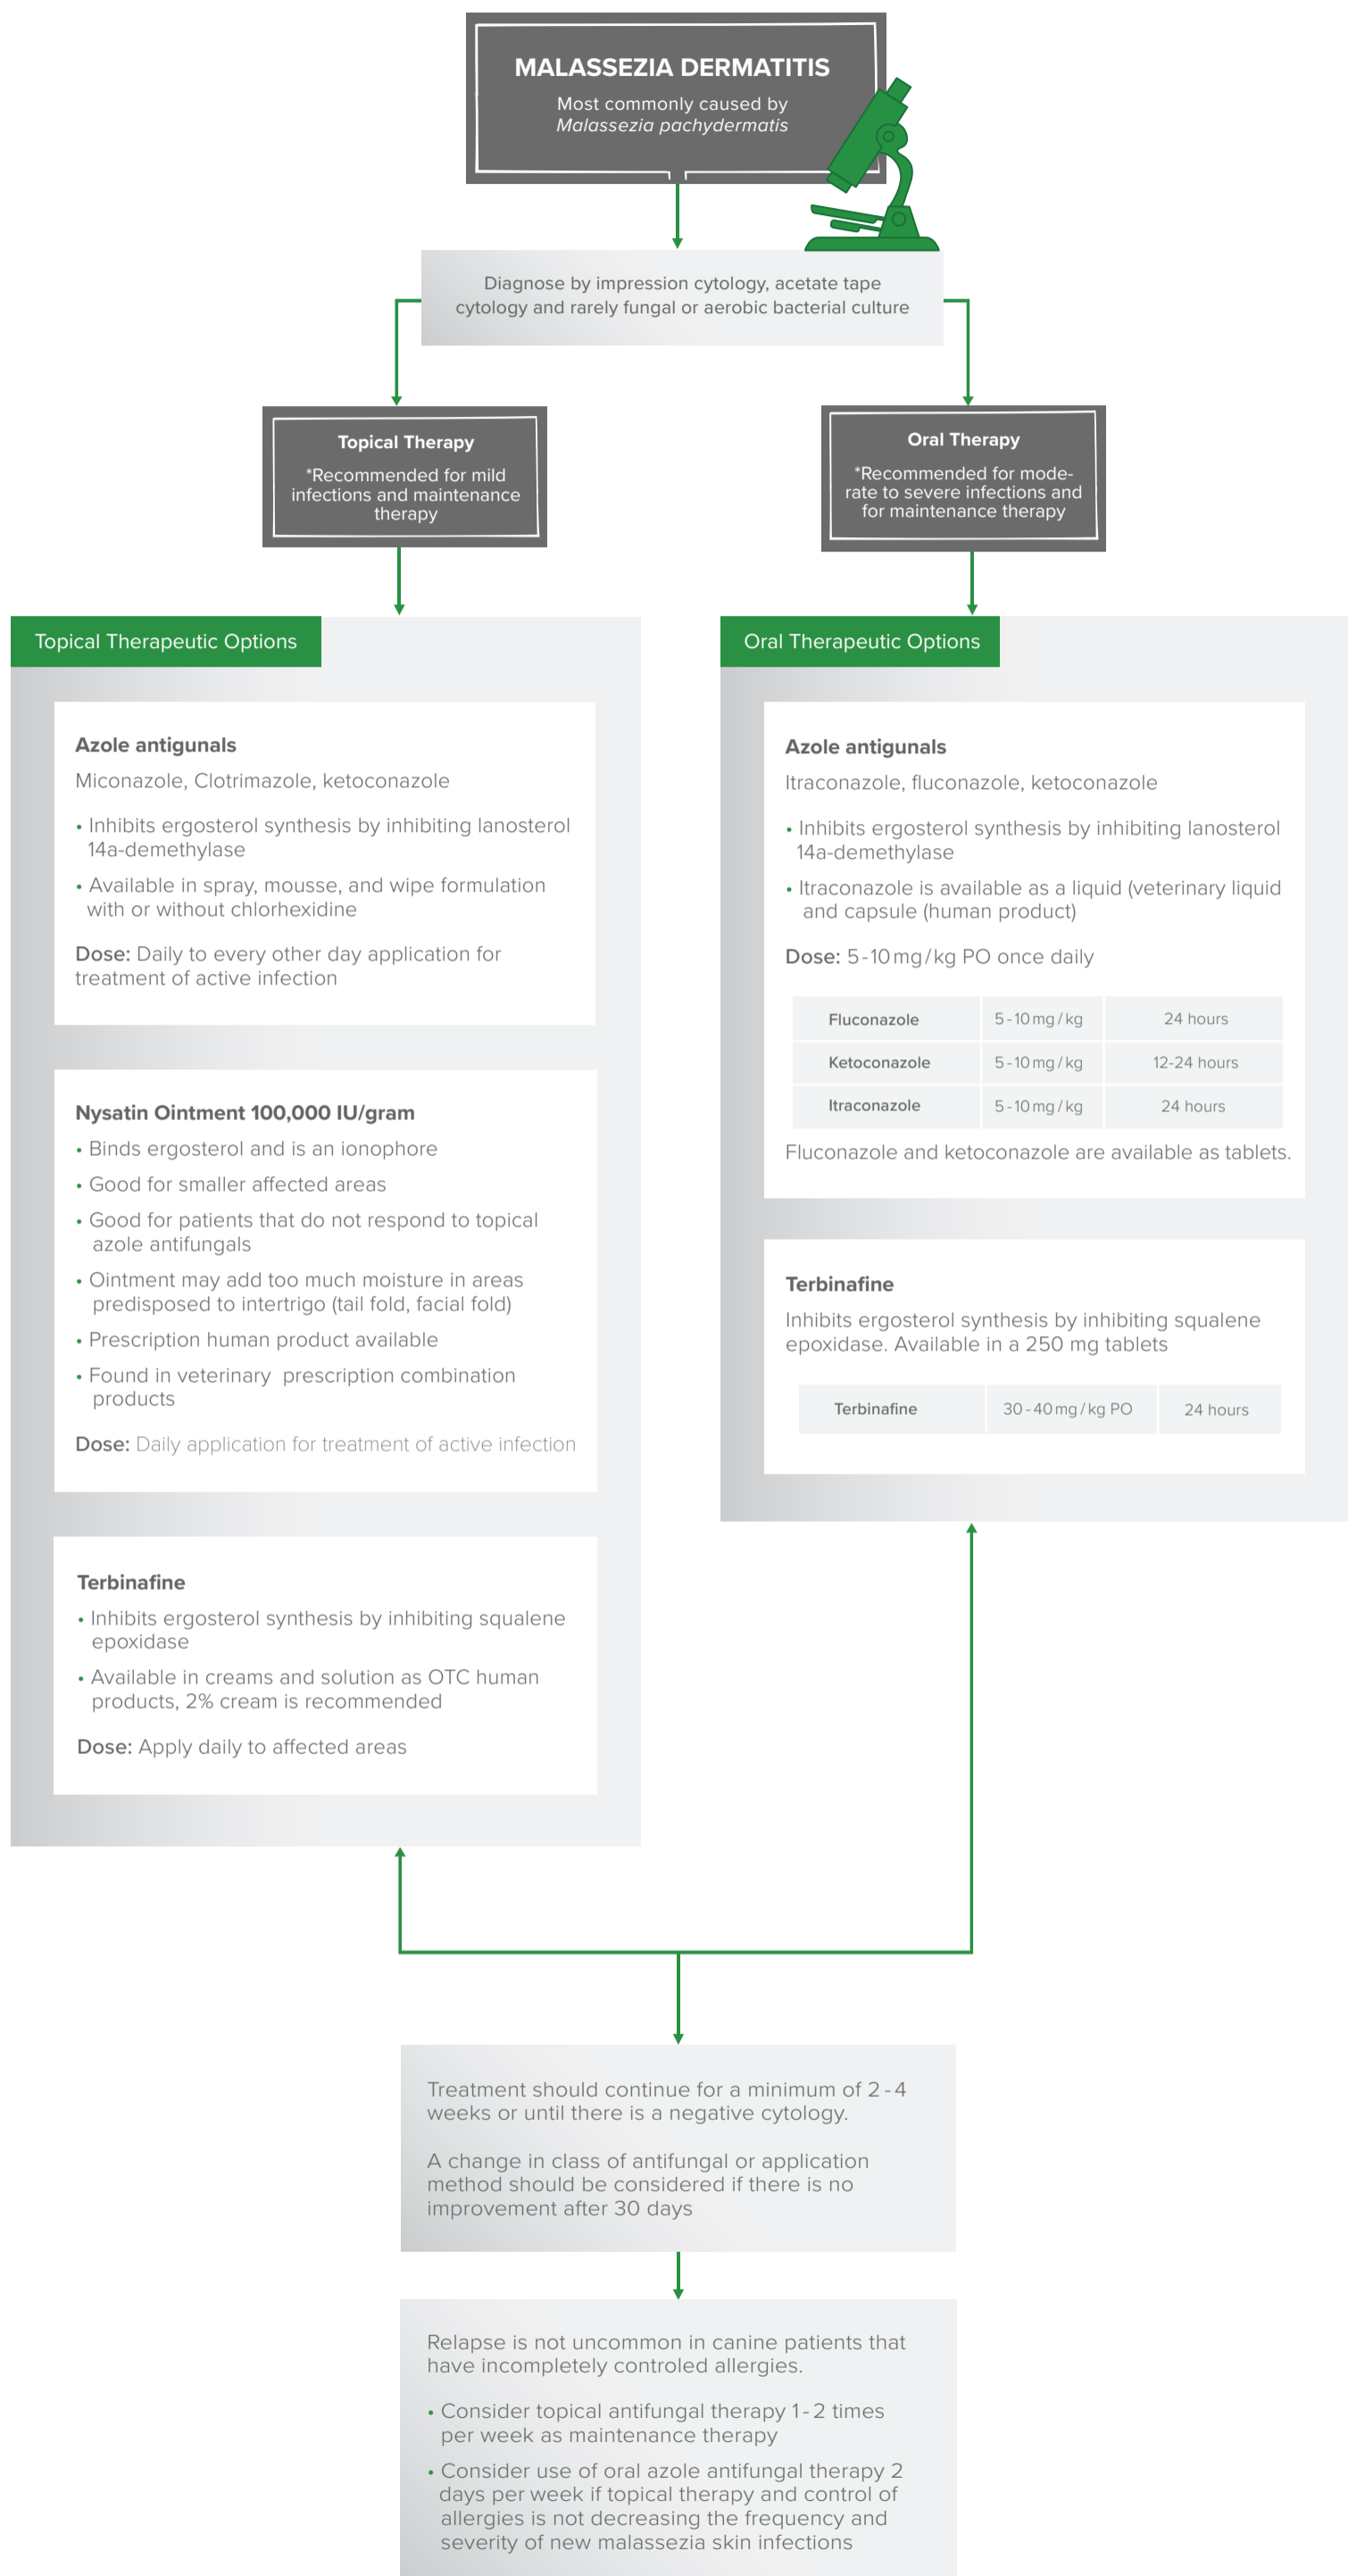 MALASSEZIA DERMATITIS
Most commonly caused by
Malassezia pachydermatis
Diagnose by impression cytology, acetate tape
cytology and rarely fungal or aerobic bacterial culture
Topical Therapy
*Recommended for mild
infections and maintenance
therapy
Oral Therapy
*Recommended for mode-
rate to severe infections and
for maintenance therapy
Topical Therapeutic Options
Azole antigunals
Miconazole, Clotrimazole, ketoconazole
• Inhibits ergosterol synthesis by inhibiting lanosterol
14a-demethylase
• Available in spray, mousse, and wipe formulation
with or without chlorhexidine
Dose: Daily to every other day application for
treatment of active infection
Nysatin Ointment 100,000 IU/gram
• Binds ergosterol and is an ionophore
• Good for smaller affected areas
• Good for patients that do not respond to topical
azole antifungals
• Ointment may add too much moisture in areas
predisposed to intertrigo (tail fold, facial fold)
• Prescription human product available
• Found in veterinary prescription combination
products
Dose: Daily application for treatment of active infection
Terbinafine
• Inhibits ergosterol synthesis by inhibiting squalene
epoxidase
• Available in creams and solution as OTC human
products, 2% cream is recommended
Dose: Apply daily to affected areas
Oral Therapeutic Options
Azole antigunals
Itraconazole, fluconazole, ketoconazole
• Inhibits ergosterol synthesis by inhibiting lanosterol
14a-demethylase
• Itraconazole is available as a liquid (veterinary liquid
and capsule (human product)
Dose: 5-10 mg/kg PO once daily
Fluconazole 5-10 mg/kg 24 hours
Ketoconazole 5-10 mg/kg 12-24 hours
Itraconazole 5-10 mg/kg 24 hours
Fluconazole and ketoconazole are available as tablets.
Terbinafine
Inhibits ergosterol synthesis by inhibiting squalene
epoxidase. Available in a 250 mg tablets
Terbinafine 30-40 mg/kg PO 24 hours
Treatment should continue for a minimum of 2-4
weeks or until there is a negative cytology.
A change in class of antifungal or application
method should be considered if there is no
improvement after 30 days
Relapse is not uncommon in canine patients that
have incompletely controled allergies.
• Consider topical antifungal therapy 1-2 times
per week as maintenance therapy
• Consider use of oral azole antifungal therapy 2
days per week if topical therapy and control of
allergies is not decreasing the frequency and
severity of new malassezia skin infections